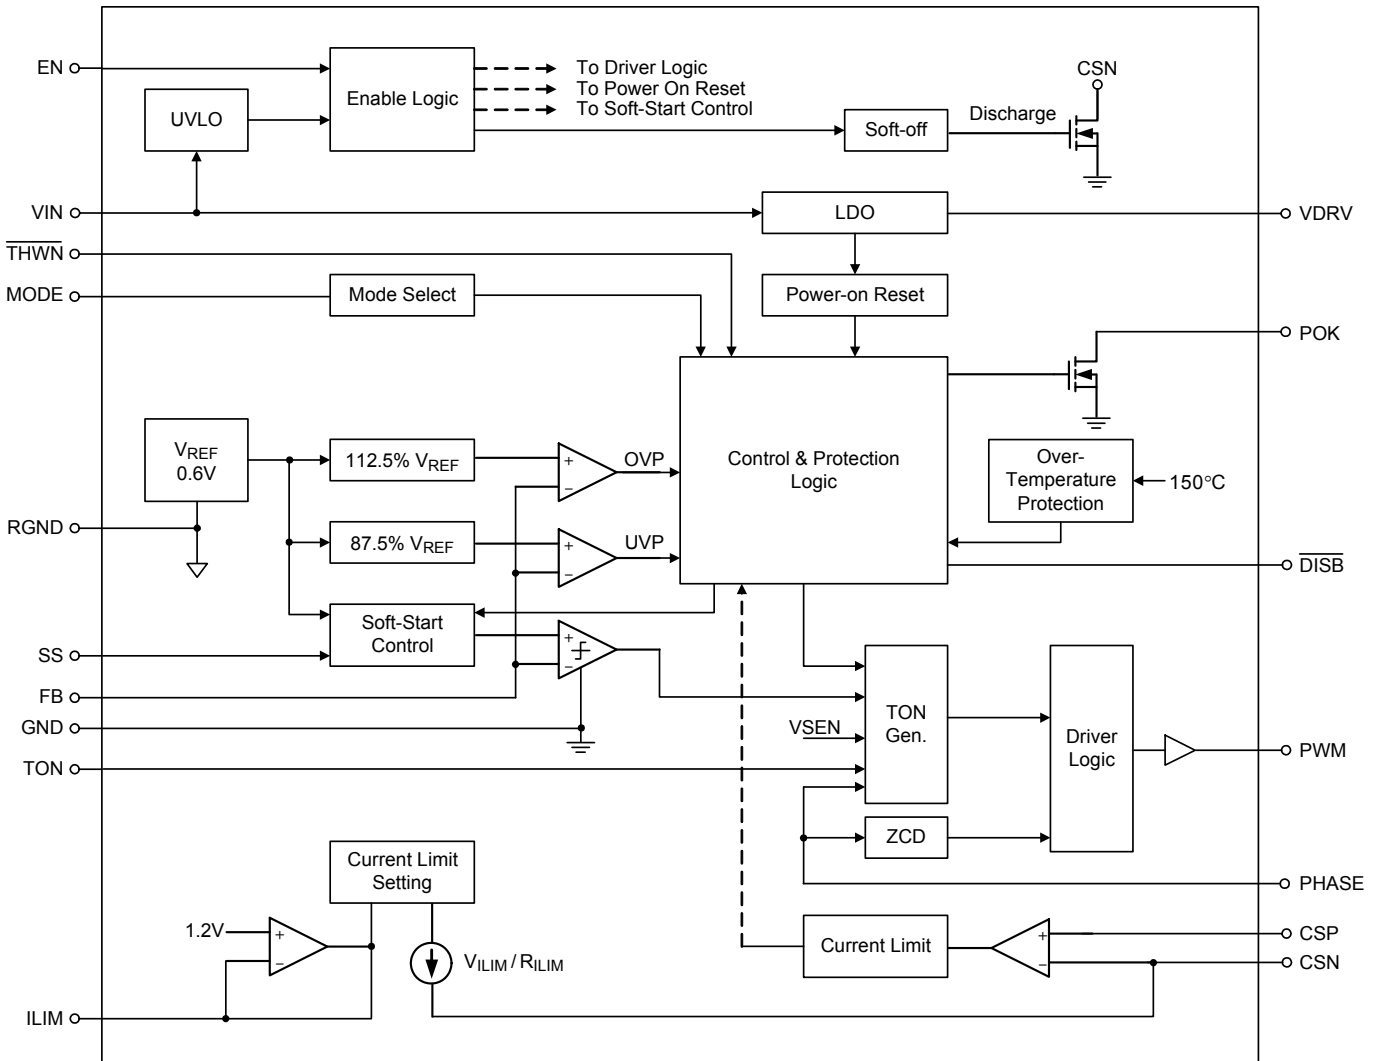 EN
Enable Logic
To Driver Logic
To Power On Reset
To Soft-Start Control
CSN
UVLO
Soft-off
Discharge
VIN
LDO
VDRV
THWN
MODE
Mode Select
Power-on Reset
POK
VREF
0.6V
112.5% VREF
+
−
OVP
Control & Protection
Logic
Over-
Temperature
Protection
150°C
RGND
87.5% VREF
+
−
UVP
DISB
Soft-Start
Control
+
−
SS
FB
GND
TON
VSEN
TON
Gen.
Driver
Logic
PWM
ZCD
PHASE
Current Limit
Setting
1.2V
+
−
VILIM / RILIM
Current Limit
+
−
CSP
CSN
ILIM